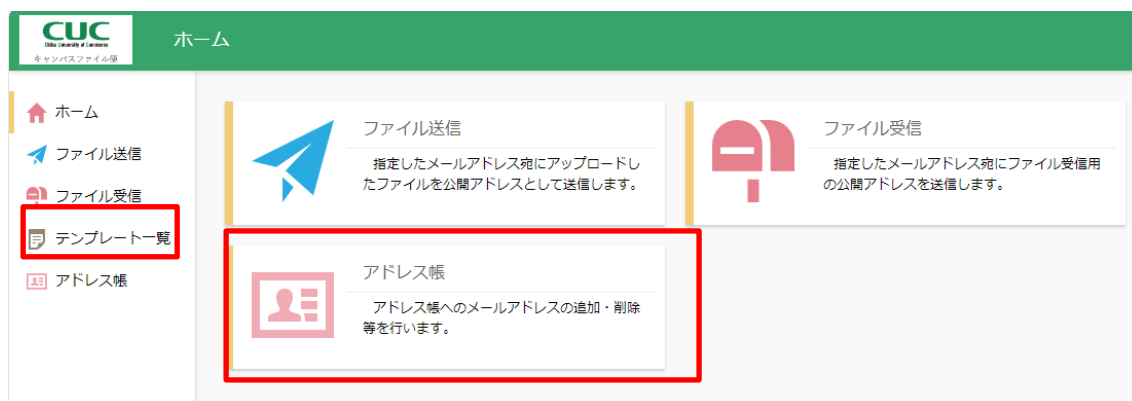 CUC
Chiba University of Commerce
キャンパスファイル便
ホーム
ホーム
ファイル送信
ファイル受信
テンプレート一覧
アドレス帳
ファイル送信
指定したメールアドレス宛にアップロードし
たファイルを公開アドレスとして送信します。
ファイル受信
指定したメールアドレス宛にファイル受信用
の公開アドレスを送信します。
アドレス帳
アドレス帳へのメールアドレスの追加・削除
等を行います。